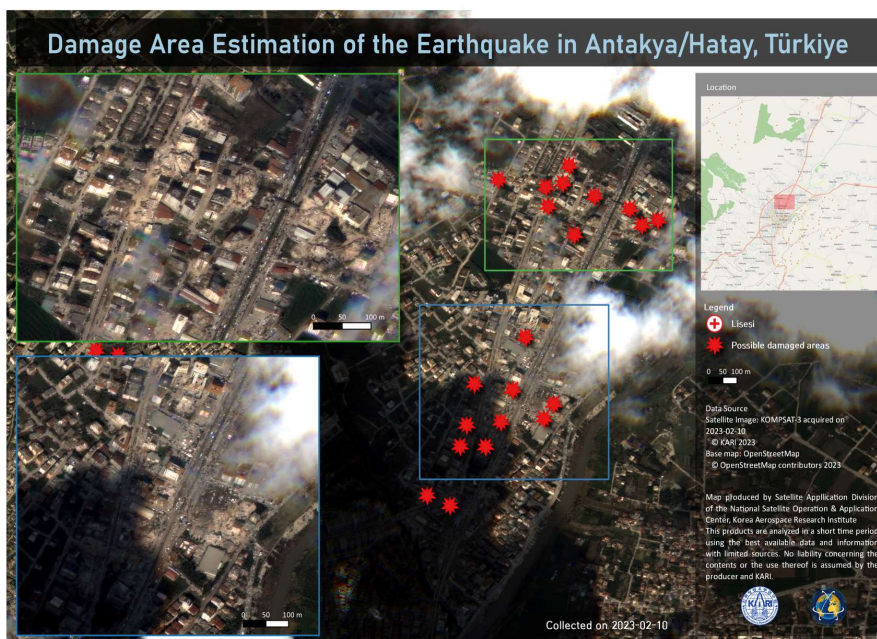 Damage Area Estimation of the Earthquake in Antakya/Hatay, Türkiye
Location
0 50 100 m
0 50 100 m
Legend
Lisesi
Possible damaged areas
0 50 100 m
Data Source
Satellite Image: KOMPSAT-3 acquired on
2023-02-10
© KARI 2023
Base map: OpenStreetMap
© OpenStreetMap contributors 2023
Map produced by Satellite Appllication Division
of the National Satellite Operation & Application
Center, Korea Aerospace Research Institute
This products are analyzed in a short time period
using the best available data and information
with limited sources. No liability concerning the
contents or the use thereof is assumed by the
producer and KARI.
KARI
Collected on 2023-02-10